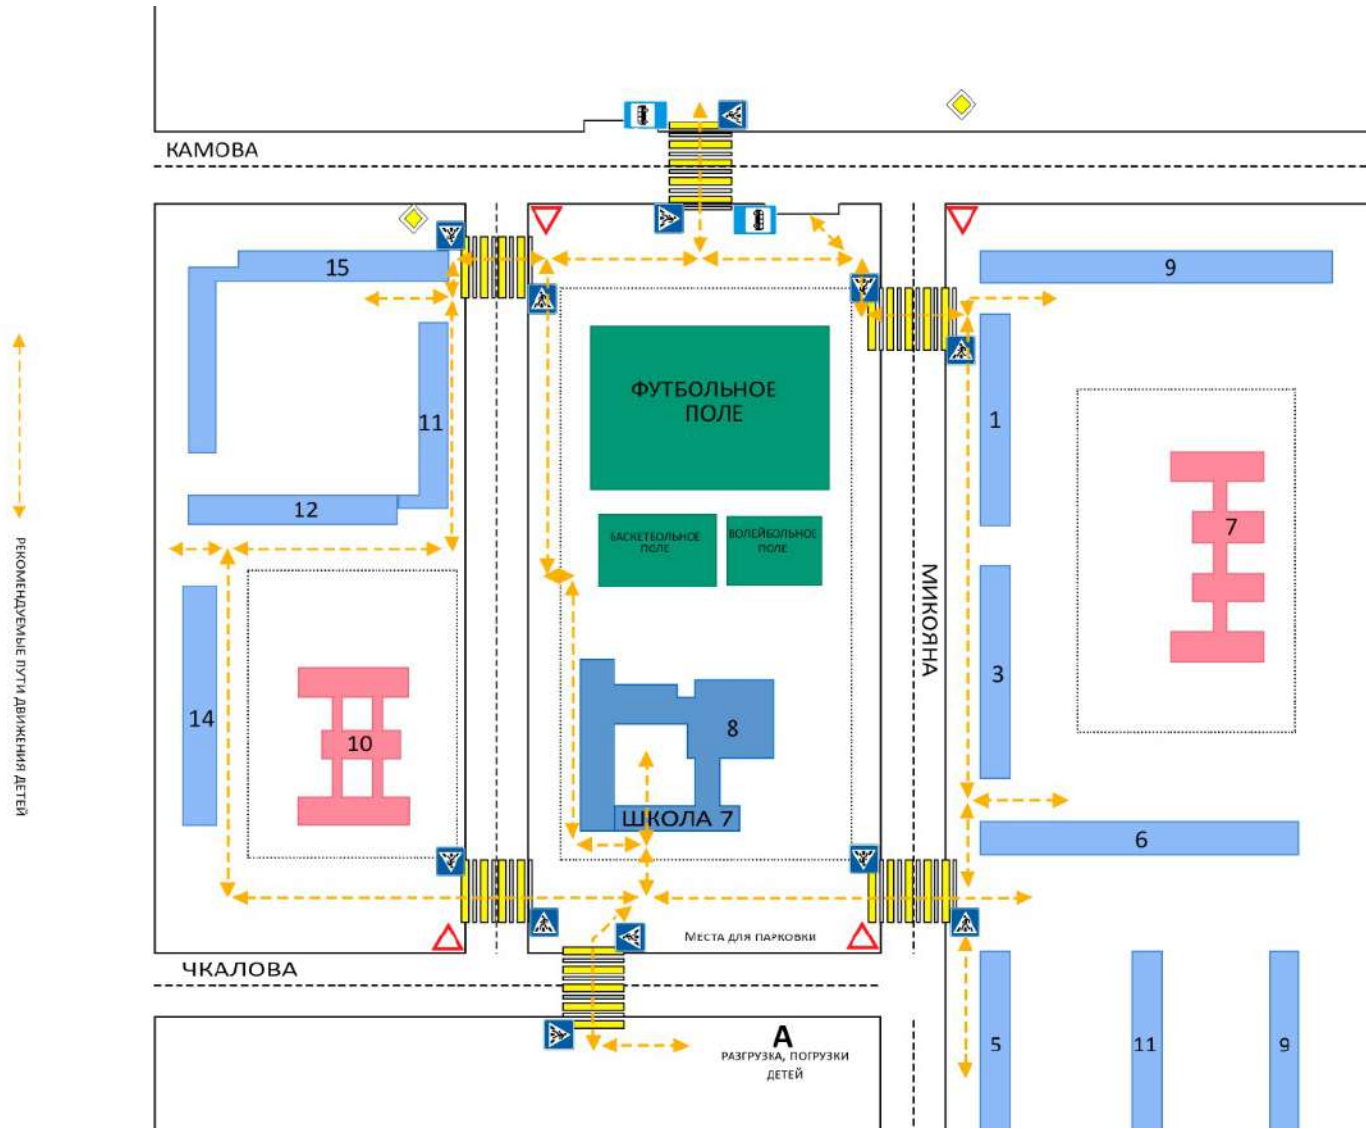 КАМОВА
15
9
ФУТБОЛЬНОЕ
ПОЛЕ
11
1
12
БАСКЕТБОЛЬНОЕ
ПОЛЕ
ВОЛЕЙБОЛЬНОЕ
ПОЛЕ
7
МИКОЯНА
РЕКОМЕНДУЕМЫЕ ПУТИ ДВИЖЕНИЯ ДЕТЕЙ
14
10
8
3
ШКОЛА 7
6
МЕСТА ДЛЯ ПАРКОВКИ
ЧКАЛОВА
А
РАЗГРУЗКА, ПОГРУЗКИ
ДЕТЕЙ
5
11
9